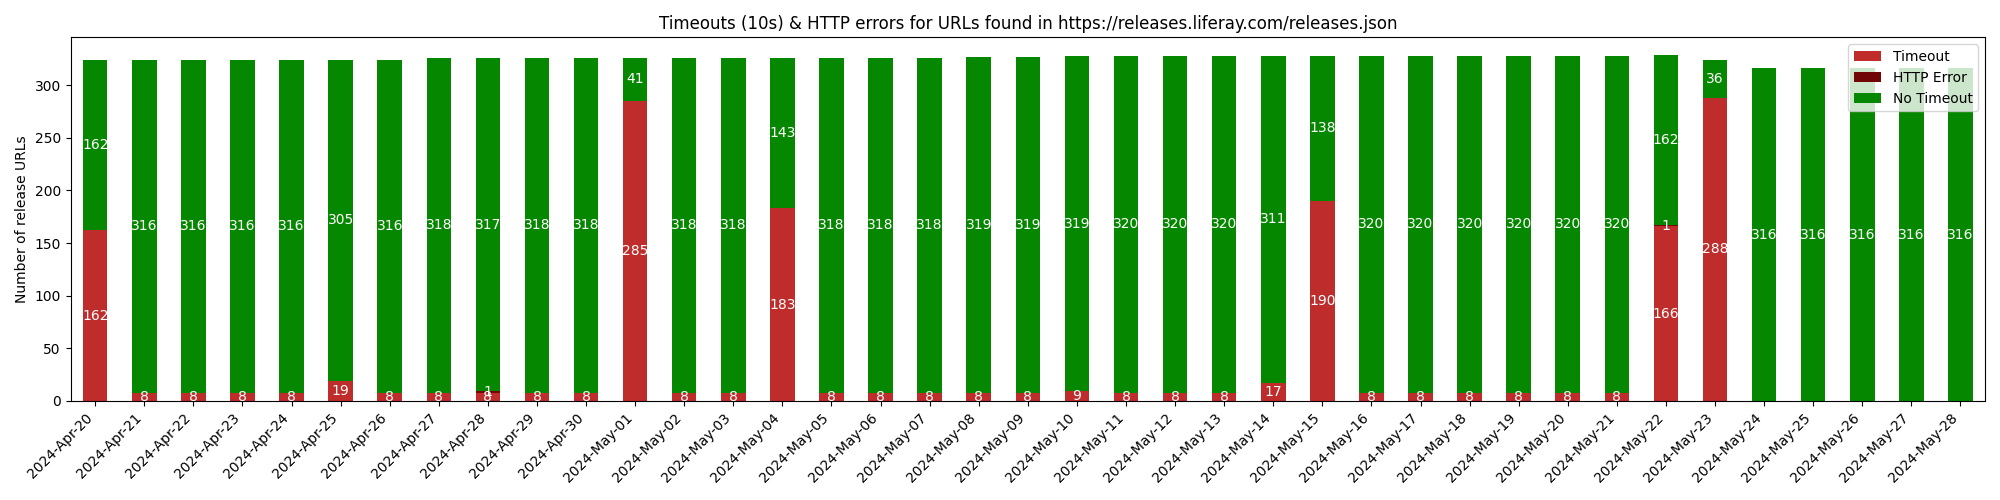 Timeouts (10s) & HTTP errors for URLs found in https://releases.liferay.com/releases.json
Number of release URLs
300
250
200
150
100
50
0
Timeout
HTTP Error
No Timeout
162 316 316 316 316 305 316 318 317 318 318 41 318 318 143 318 318 318 319 319 319 320 320 320 311 138 320 320 320 320 320 320 162 36 316 316 316 316 316
1 1
162 8 8 8 8 19 8 8 8 8 8 285 8 8 183 8 8 8 8 8 9 8 8 8 17 190 8 8 8 8 8 8 166 288
2024-Apr-20
2024-Apr-21
2024-Apr-22
2024-Apr-23
2024-Apr-24
2024-Apr-25
2024-Apr-26
2024-Apr-27
2024-Apr-28
2024-Apr-29
2024-Apr-30
2024-May-01
2024-May-02
2024-May-03
2024-May-04
2024-May-05
2024-May-06
2024-May-07
2024-May-08
2024-May-09
2024-May-10
2024-May-11
2024-May-12
2024-May-13
2024-May-14
2024-May-15
2024-May-16
2024-May-17
2024-May-18
2024-May-19
2024-May-20
2024-May-21
2024-May-22
2024-May-23
2024-May-24
2024-May-25
2024-May-26
2024-May-27
2024-May-28